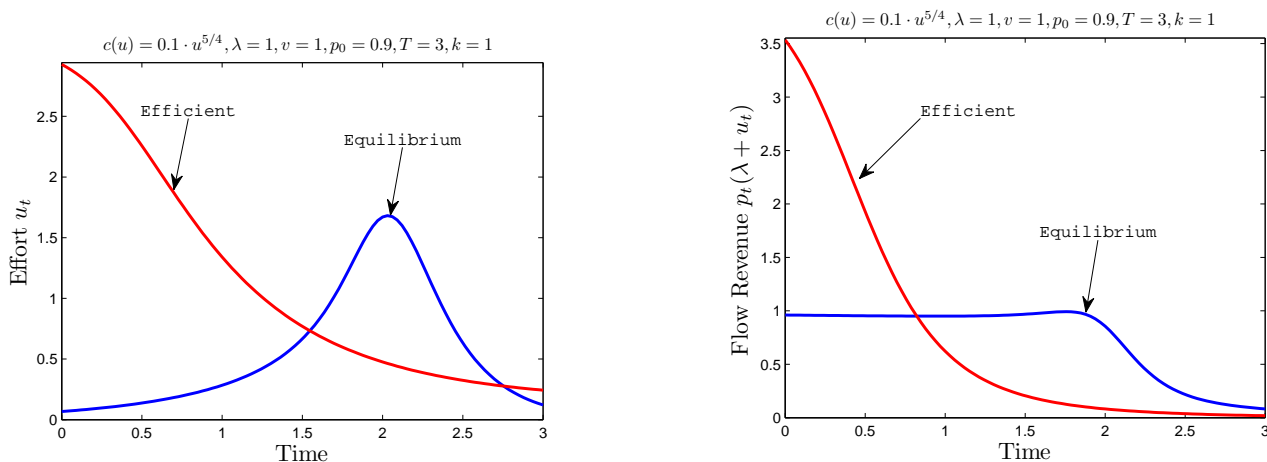 c(u) = 0.1 · u^{5/4}, λ = 1, v = 1, p_0 = 0.9, T = 3, k = 1
Effort u_t
2.5
2
1.5
1
0.5
0
Efficient
Equilibrium
0 0.5 1 1.5 2 2.5 3
Time
c(u) = 0.1 · u^{5/4}, λ = 1, v = 1, p_0 = 0.9, T = 3, k = 1
Flow Revenue p_t(λ + u_t)
3.5
3
2.5
2
1.5
1
0.5
0
Efficient
Equilibrium
0 0.5 1 1.5 2 2.5 3
Time